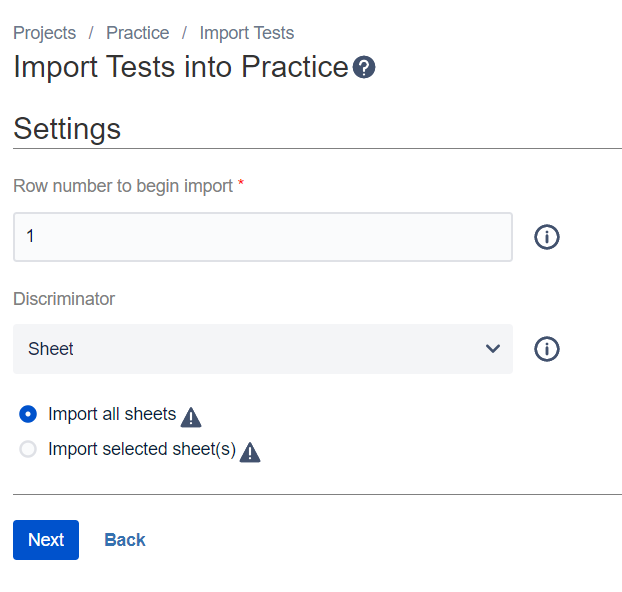 Projects / Practice / Import Tests
Import Tests into Practice
Settings
Row number to begin import *
1
Discriminator
Sheet
Import all sheets
Import selected sheet(s)
Next Back